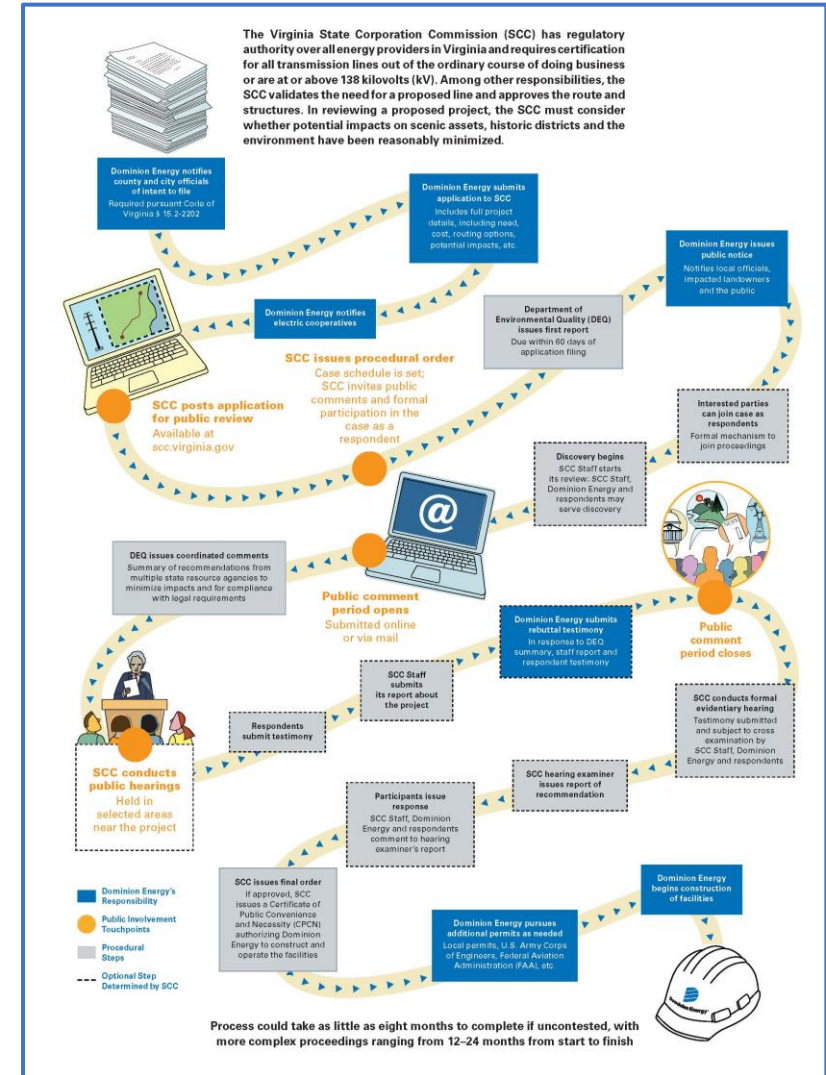 The Virginia State Corporation Commission (SCC) has regulatory
authority over all energy providers in Virginia and requires certification
for all transmission lines out of the ordinary course of doing business
or are at or above 138 kilovolts (kV). Among other responsibilities, the
SCC validates the need for a proposed line and approves the route and
structures. In reviewing a proposed project, the SCC must consider
whether potential impacts on scenic assets, historic districts and the
environment have been reasonably minimized.
Dominion Energy notifies
county and city officials
of intent to file
Required pursuant Code of
Virginia § 15.2-2202
Dominion Energy submits
application to SCC
Includes full project
details, including need,
cost, routing options,
potential impacts, etc.
Dominion Energy notifies
electric cooperatives
SCC posts application
for public review
Available at
scc.virginia.gov
SCC issues procedural order
Case schedule is set;
SCC invites public
comments and formal
participation in the
case as a
respondent
Department of
Environmental Quality (DEQ)
issues first report
Due within 60 days of
application filing
Dominion Energy issues
public notice
Notifies local officials,
impacted landowners
and the public
Interested parties
can join case as
respondents
Formal mechanism to
join proceedings
Discovery begins
SCC Staff starts
its review: SCC Staff,
Dominion Energy and
respondents may
serve discovery
@
Public comment
period opens
Submitted online
or via mail
DEQ issues coordinated comments
Summary of recommendations from
multiple state resource agencies to
minimize impacts and for compliance
with legal requirements
SCC conducts
public hearings
Held in
selected areas
near the project
Respondents
submit testimony
SCC Staff
submits
its report about
the project
Dominion Energy submits
rebuttal testimony
In response to DEQ
summary, staff report and
respondent testimony
Public
comment
period closes
SCC conducts formal
evidentiary hearing
Testimony submitted
and subject to cross
examination by
SCC Staff, Dominion
Energy and respondents
SCC hearing examiner
issues report of
recommendation
Participants issue
response
SCC Staff, Dominion
Energy and respondents
comment to hearing
examiner's report
SCC issues final order
If approved, SCC
issues a Certificate of
Public Convenience
and Necessity (CPCN)
authorizing Dominion
Energy to construct and
operate the facilities
Dominion Energy pursues
additional permits as needed
Local permits, U.S. Army Corps
of Engineers, Federal Aviation
Administration (FAA), etc.
Dominion Energy
begins construction
of facilities
Dominion Energy
Dominion Energy's
Responsibility
Public Involvement
Touchpoints
Procedural
Steps
Optional Step
Determined by SCC
Process could take as little as eight months to complete if uncontested, with
more complex proceedings ranging from 12–24 months from start to finish